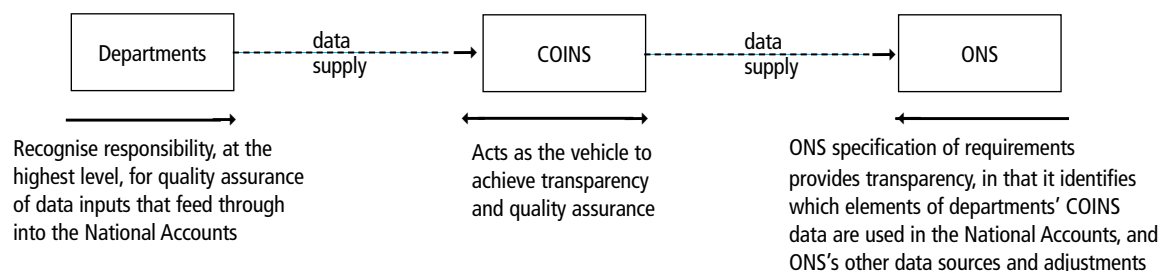 Departments
data
supply
COINS
data
supply
ONS
Recognise responsibility, at the
highest level, for quality assurance
of data inputs that feed through
into the National Accounts
Acts as the vehicle to
achieve transparency
and quality assurance
ONS specification of requirements
provides transparency, in that it identifies
which elements of departments’ COINS
data are used in the National Accounts, and
ONS’s other data sources and adjustments